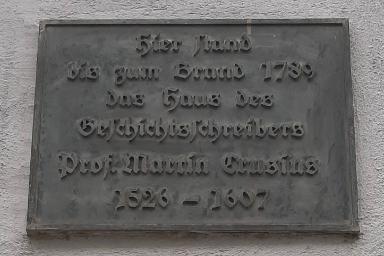 Hier stand
bis zum Brand 1789
das Haus des
Geschichtsschreibers
Prof. Martin Crusius
1526 – 1607